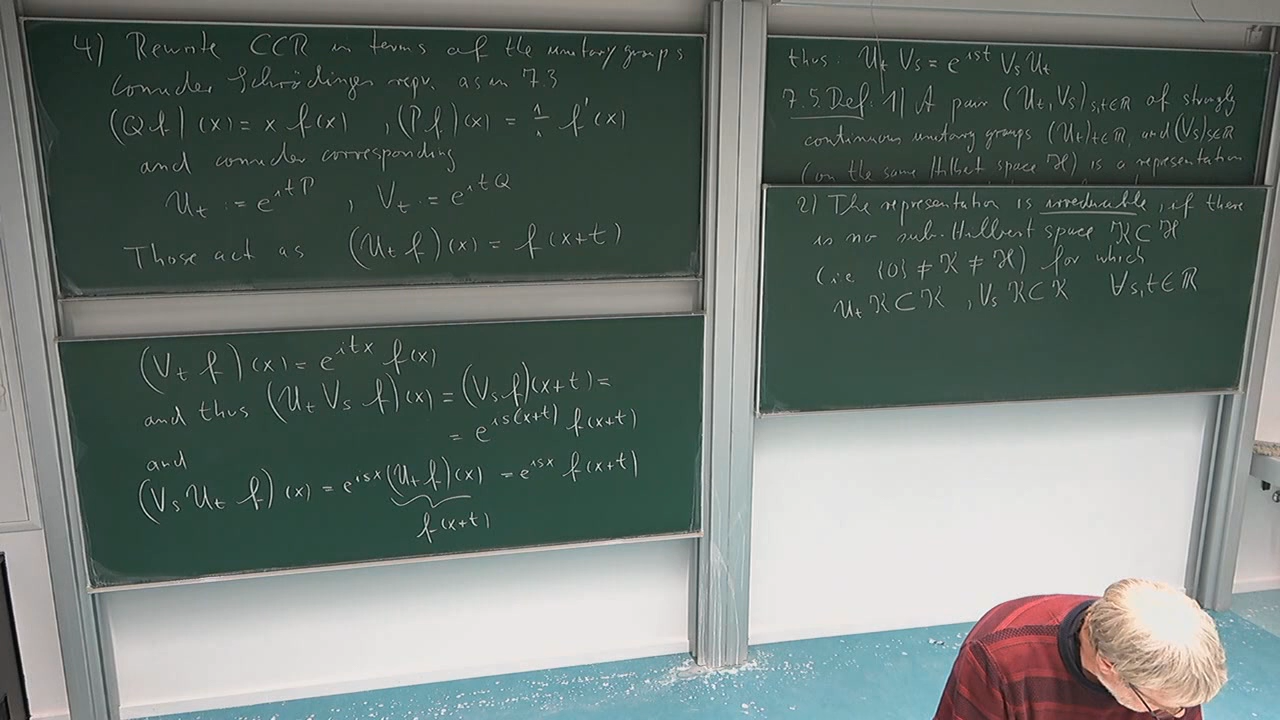 4) Rewrite CCR in terms of the unitary groups
consider Schrödinger repr. as in 7.3
(Qf)(x) = x f(x) , (Pf)(x) = 1/i f'(x)
and consider corresponding
U_t := e^{itP} , V_t := e^{itQ}
Those act as (U_t f)(x) = f(x+t)
(V_t f)(x) = e^{itx} f(x)
and thus (U_t V_s f)(x) = (V_s f)(x+t) =
= e^{is(x+t)} f(x+t)
and
(V_s U_t f)(x) = e^{isx} (U_t f)(x) = e^{isx} f(x+t)
f(x+t)
thus: U_t V_s = e^{ist} V_s U_t
7.5. Def: 1) A pair (U_t, V_s)_{s,t∈ℝ} of strongly
continuous unitary groups (U_t)_{t∈ℝ} and (V_s)_{s∈ℝ}
(on the same Hilbert space ℋ) is a representation
2) The representation is irreducible, if there
is no sub-Hilbert space 𝒦 ⊂ ℋ
(i.e. {0} ≠ 𝒦 ≠ ℋ) for which
U_t 𝒦 ⊂ 𝒦 , V_s 𝒦 ⊂ 𝒦 ∀ s,t ∈ ℝ